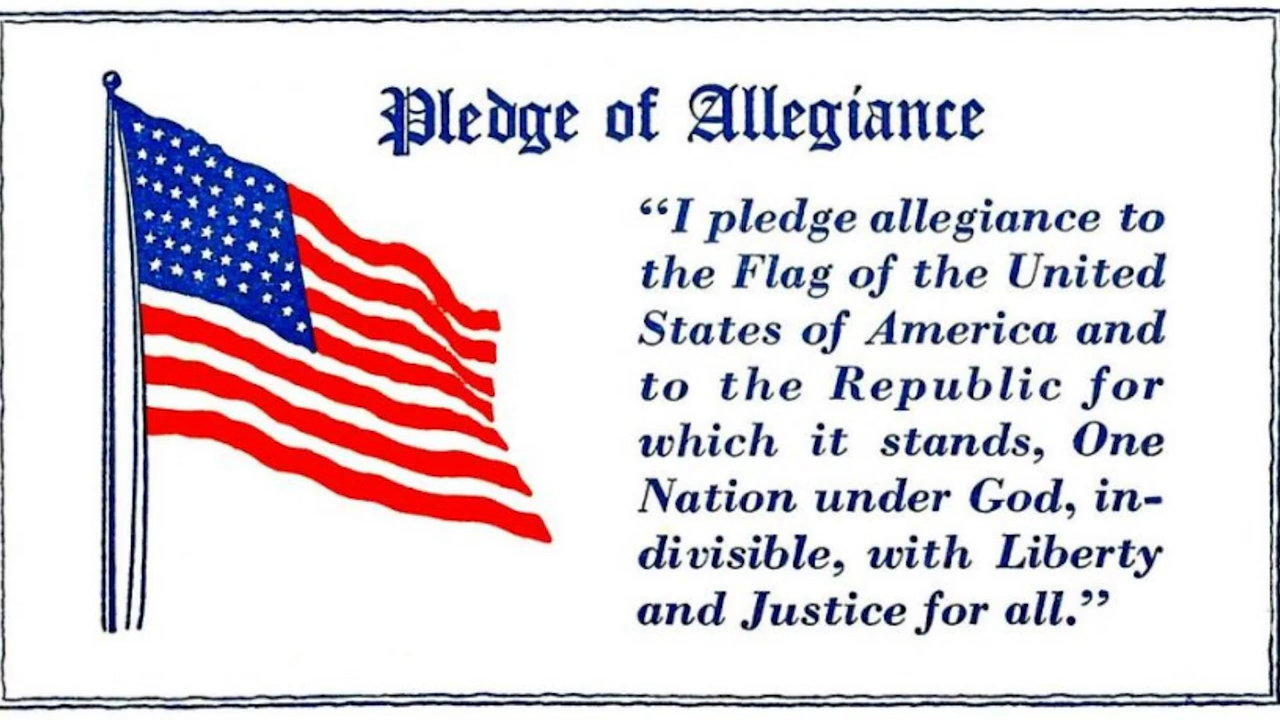 Pledge of Allegiance
“I pledge allegiance to
the Flag of the United
States of America and
to the Republic for
which it stands, One
Nation under God, in-
divisible, with Liberty
and Justice for all.”